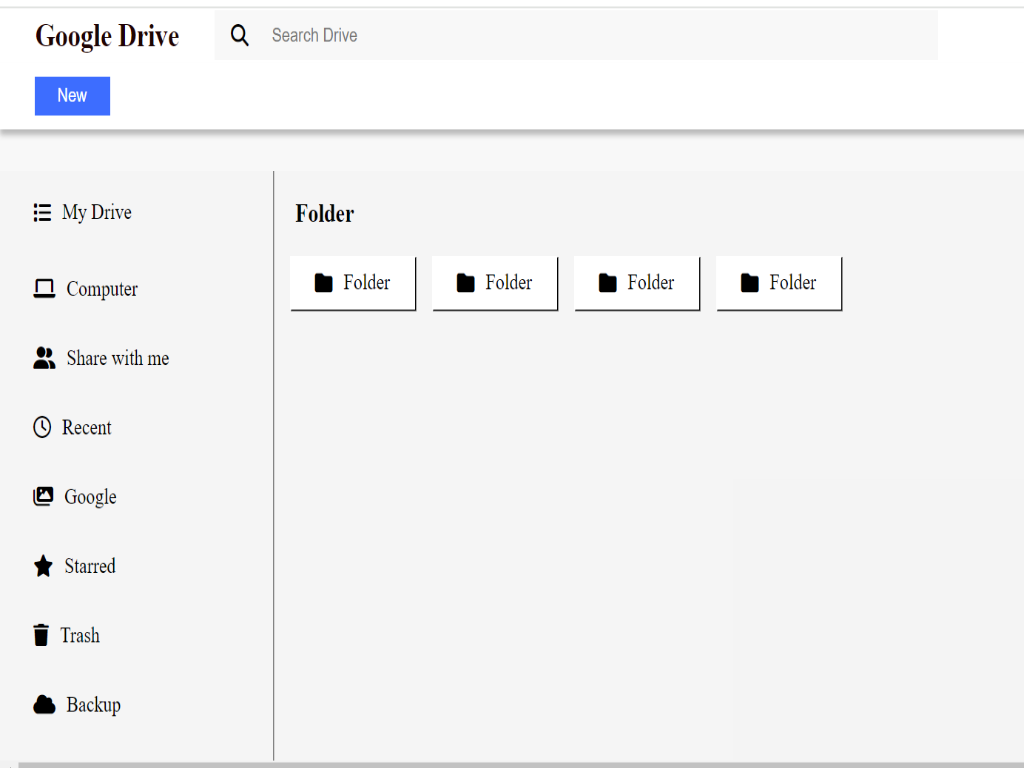 Google Drive
Search Drive
New
My Drive
Computer
Share with me
Recent
Google
Starred
Trash
Backup
Folder
Folder Folder Folder Folder